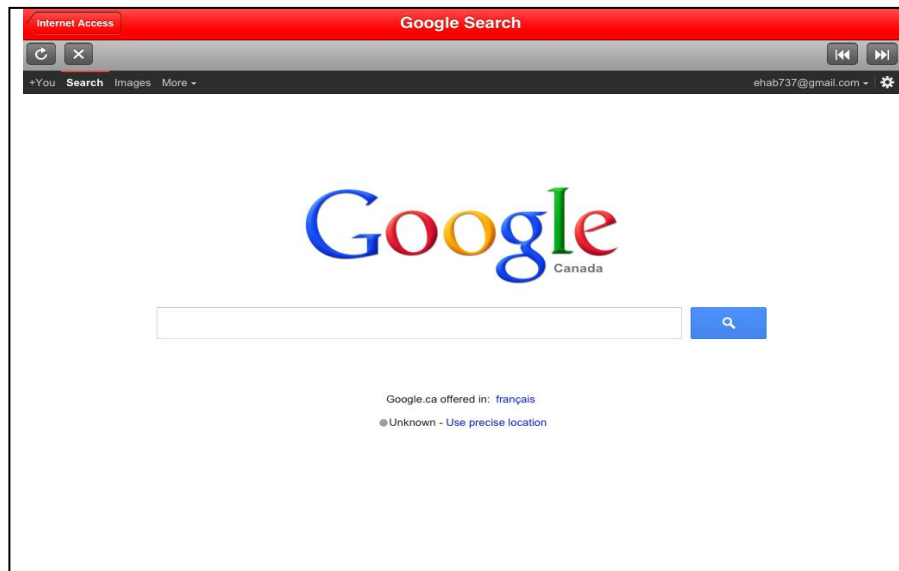 Internet Access Google Search
+You Search Images More ehab737@gmail.com
Google
Canada
Google.ca offered in: français
Unknown - Use precise location